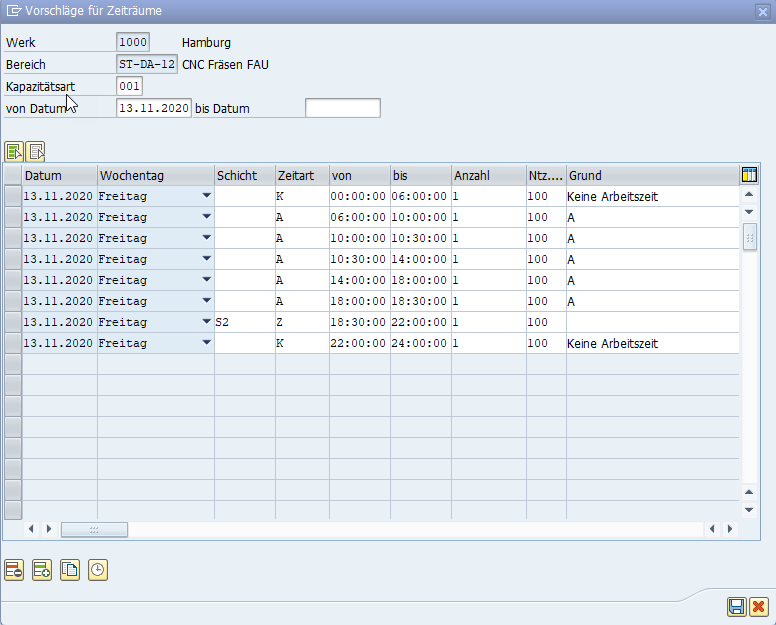 Vorschläge für Zeiträume
Werk 1000 Hamburg
Bereich ST-DA-12 CNC Fräsen FAU
Kapazitätsart 001
von Datum 13.11.2020 bis Datum
Datum Wochentag Schicht Zeitart von bis Anzahl Ntz.... Grund
13.11.2020 Freitag K 00:00:00 06:00:00 1 100 Keine Arbeitszeit
13.11.2020 Freitag A 06:00:00 10:00:00 1 100 A
13.11.2020 Freitag A 10:00:00 10:30:00 1 100 A
13.11.2020 Freitag A 10:30:00 14:00:00 1 100 A
13.11.2020 Freitag A 14:00:00 18:00:00 1 100 A
13.11.2020 Freitag A 18:00:00 18:30:00 1 100 A
13.11.2020 Freitag S2 Z 18:30:00 22:00:00 1 100
13.11.2020 Freitag K 22:00:00 24:00:00 1 100 Keine Arbeitszeit